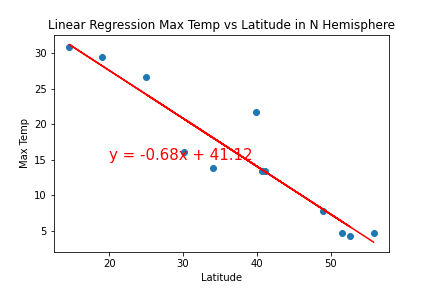 Linear Regression Max Temp vs Latitude in N Hemisphere
30
25
20
15
10
5
Max Temp
y = -0.68x + 41.12
20 30 40 50
Latitude